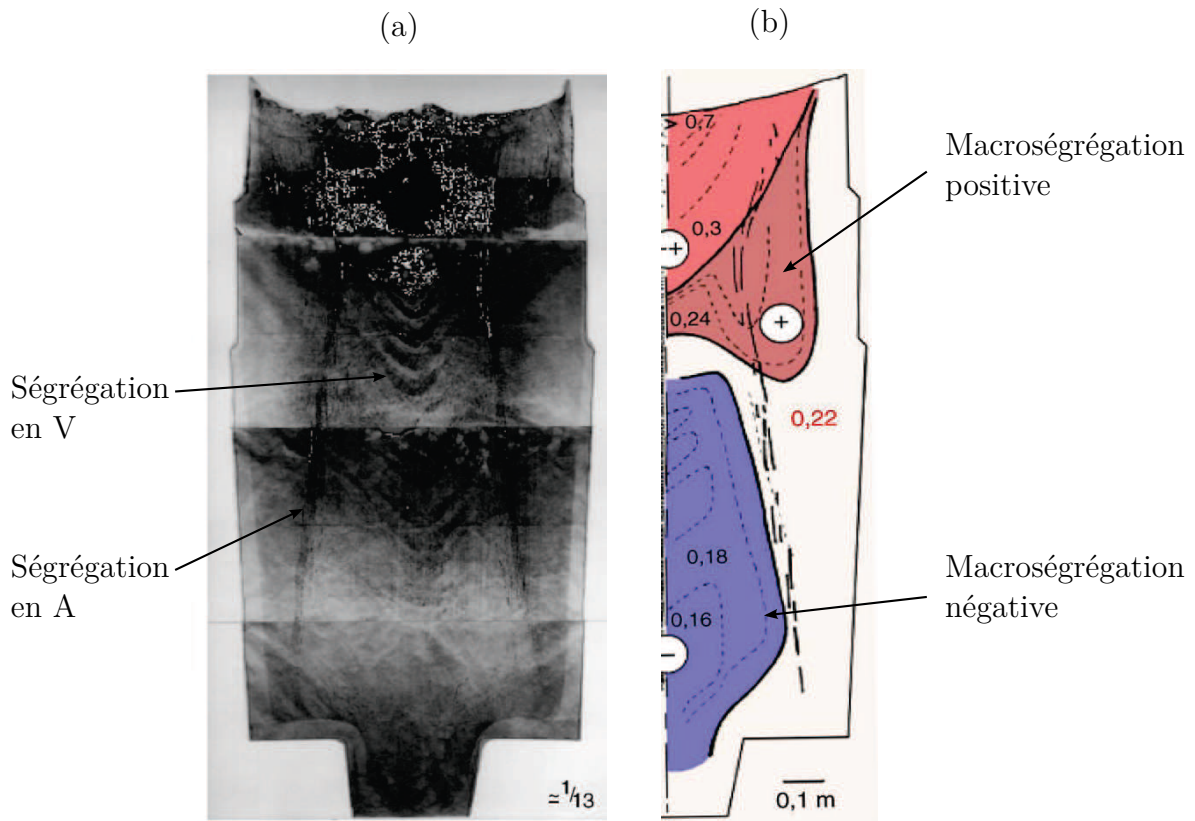 (a)
(b)
Ségrégation
en V
Ségrégation
en A
≃ 1/13
0,7
0,3
0,24
0,22
0,18
0,16
0,1 m
Macroségrégation
positive
Macroségrégation
négative
+
+
−